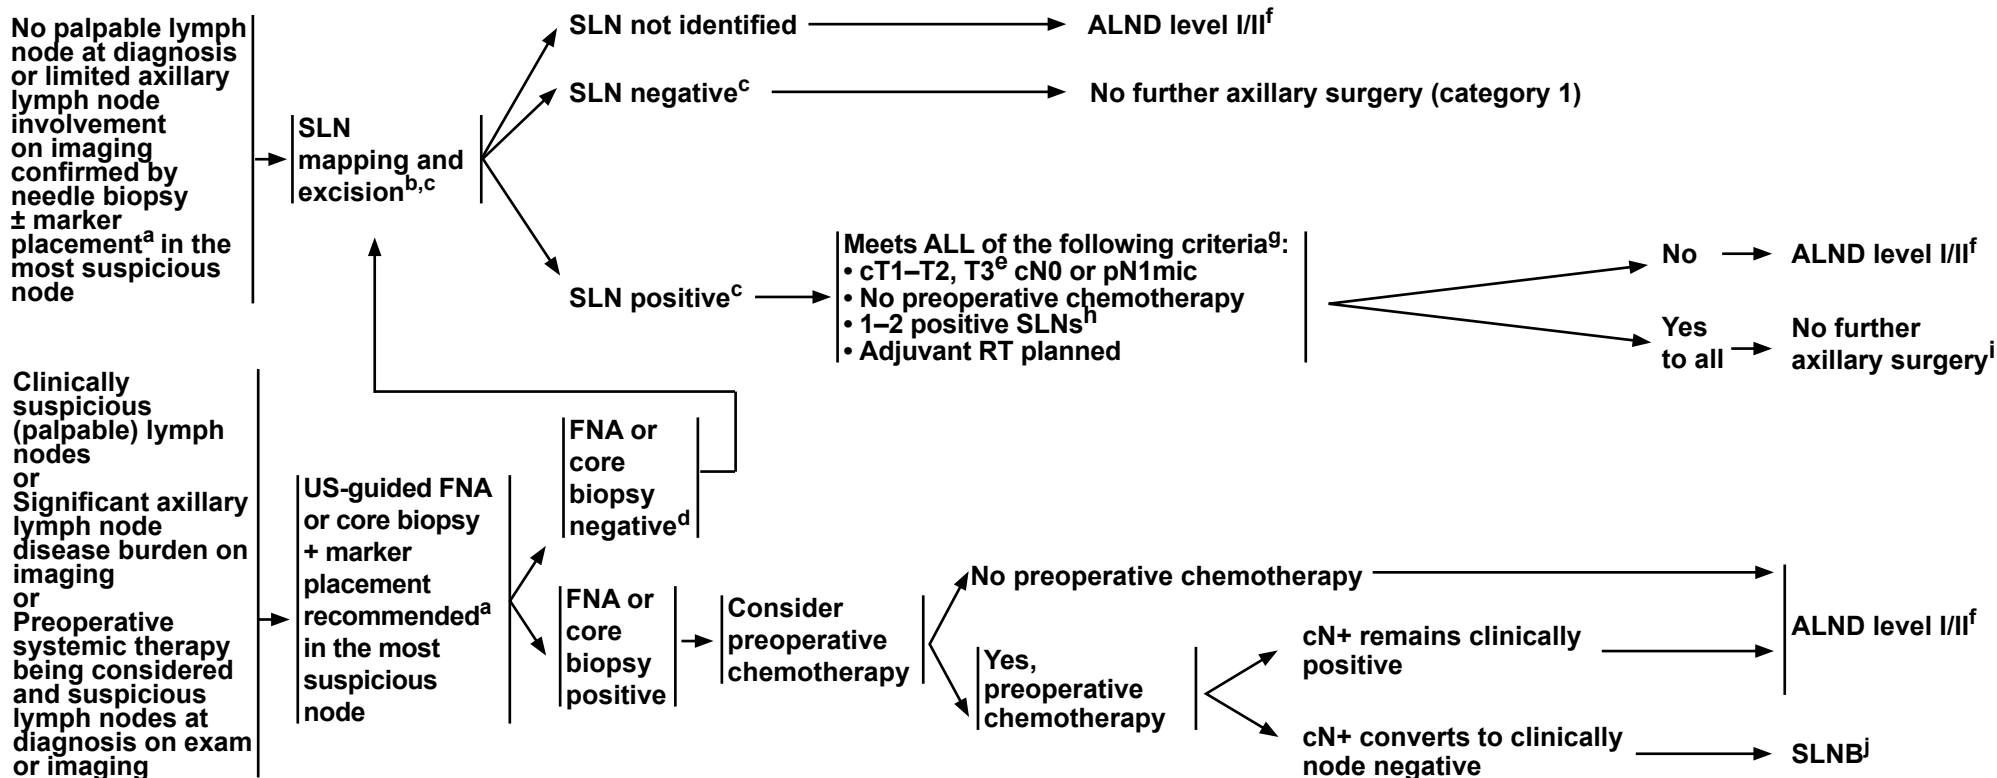 No palpable lymph
node at diagnosis
or limited axillary
lymph node
involvement
on imaging
confirmed by
needle biopsy
± marker
placementᵃ in the
most suspicious
node
SLN
mapping and
excisionᵇ,ᶜ
SLN not identified
ALND level I/IIᶠ
SLN negativeᶜ
No further axillary surgery (category 1)
SLN positiveᶜ
Meets ALL of the following criteriaᵍ:
• cT1–T2, T3ᵉ cN0 or pN1mic
• No preoperative chemotherapy
• 1–2 positive SLNsʰ
• Adjuvant RT planned
No
ALND level I/IIᶠ
Yes
to all
No further
axillary surgeryⁱ
Clinically
suspicious
(palpable) lymph
nodes
or
Significant axillary
lymph node
disease burden on
imaging
or
Preoperative
systemic therapy
being considered
and suspicious
lymph nodes at
diagnosis on exam
or imaging
US-guided FNA
or core biopsy
+ marker
placement
recommendedᵃ
in the most
suspicious
node
FNA or
core
biopsy
negativeᵈ
FNA or
core
biopsy
positive
Consider
preoperative
chemotherapy
No preoperative chemotherapy
Yes,
preoperative
chemotherapy
cN+ remains clinically
positive
ALND level I/IIᶠ
cN+ converts to clinically
node negative
SLNBʲ